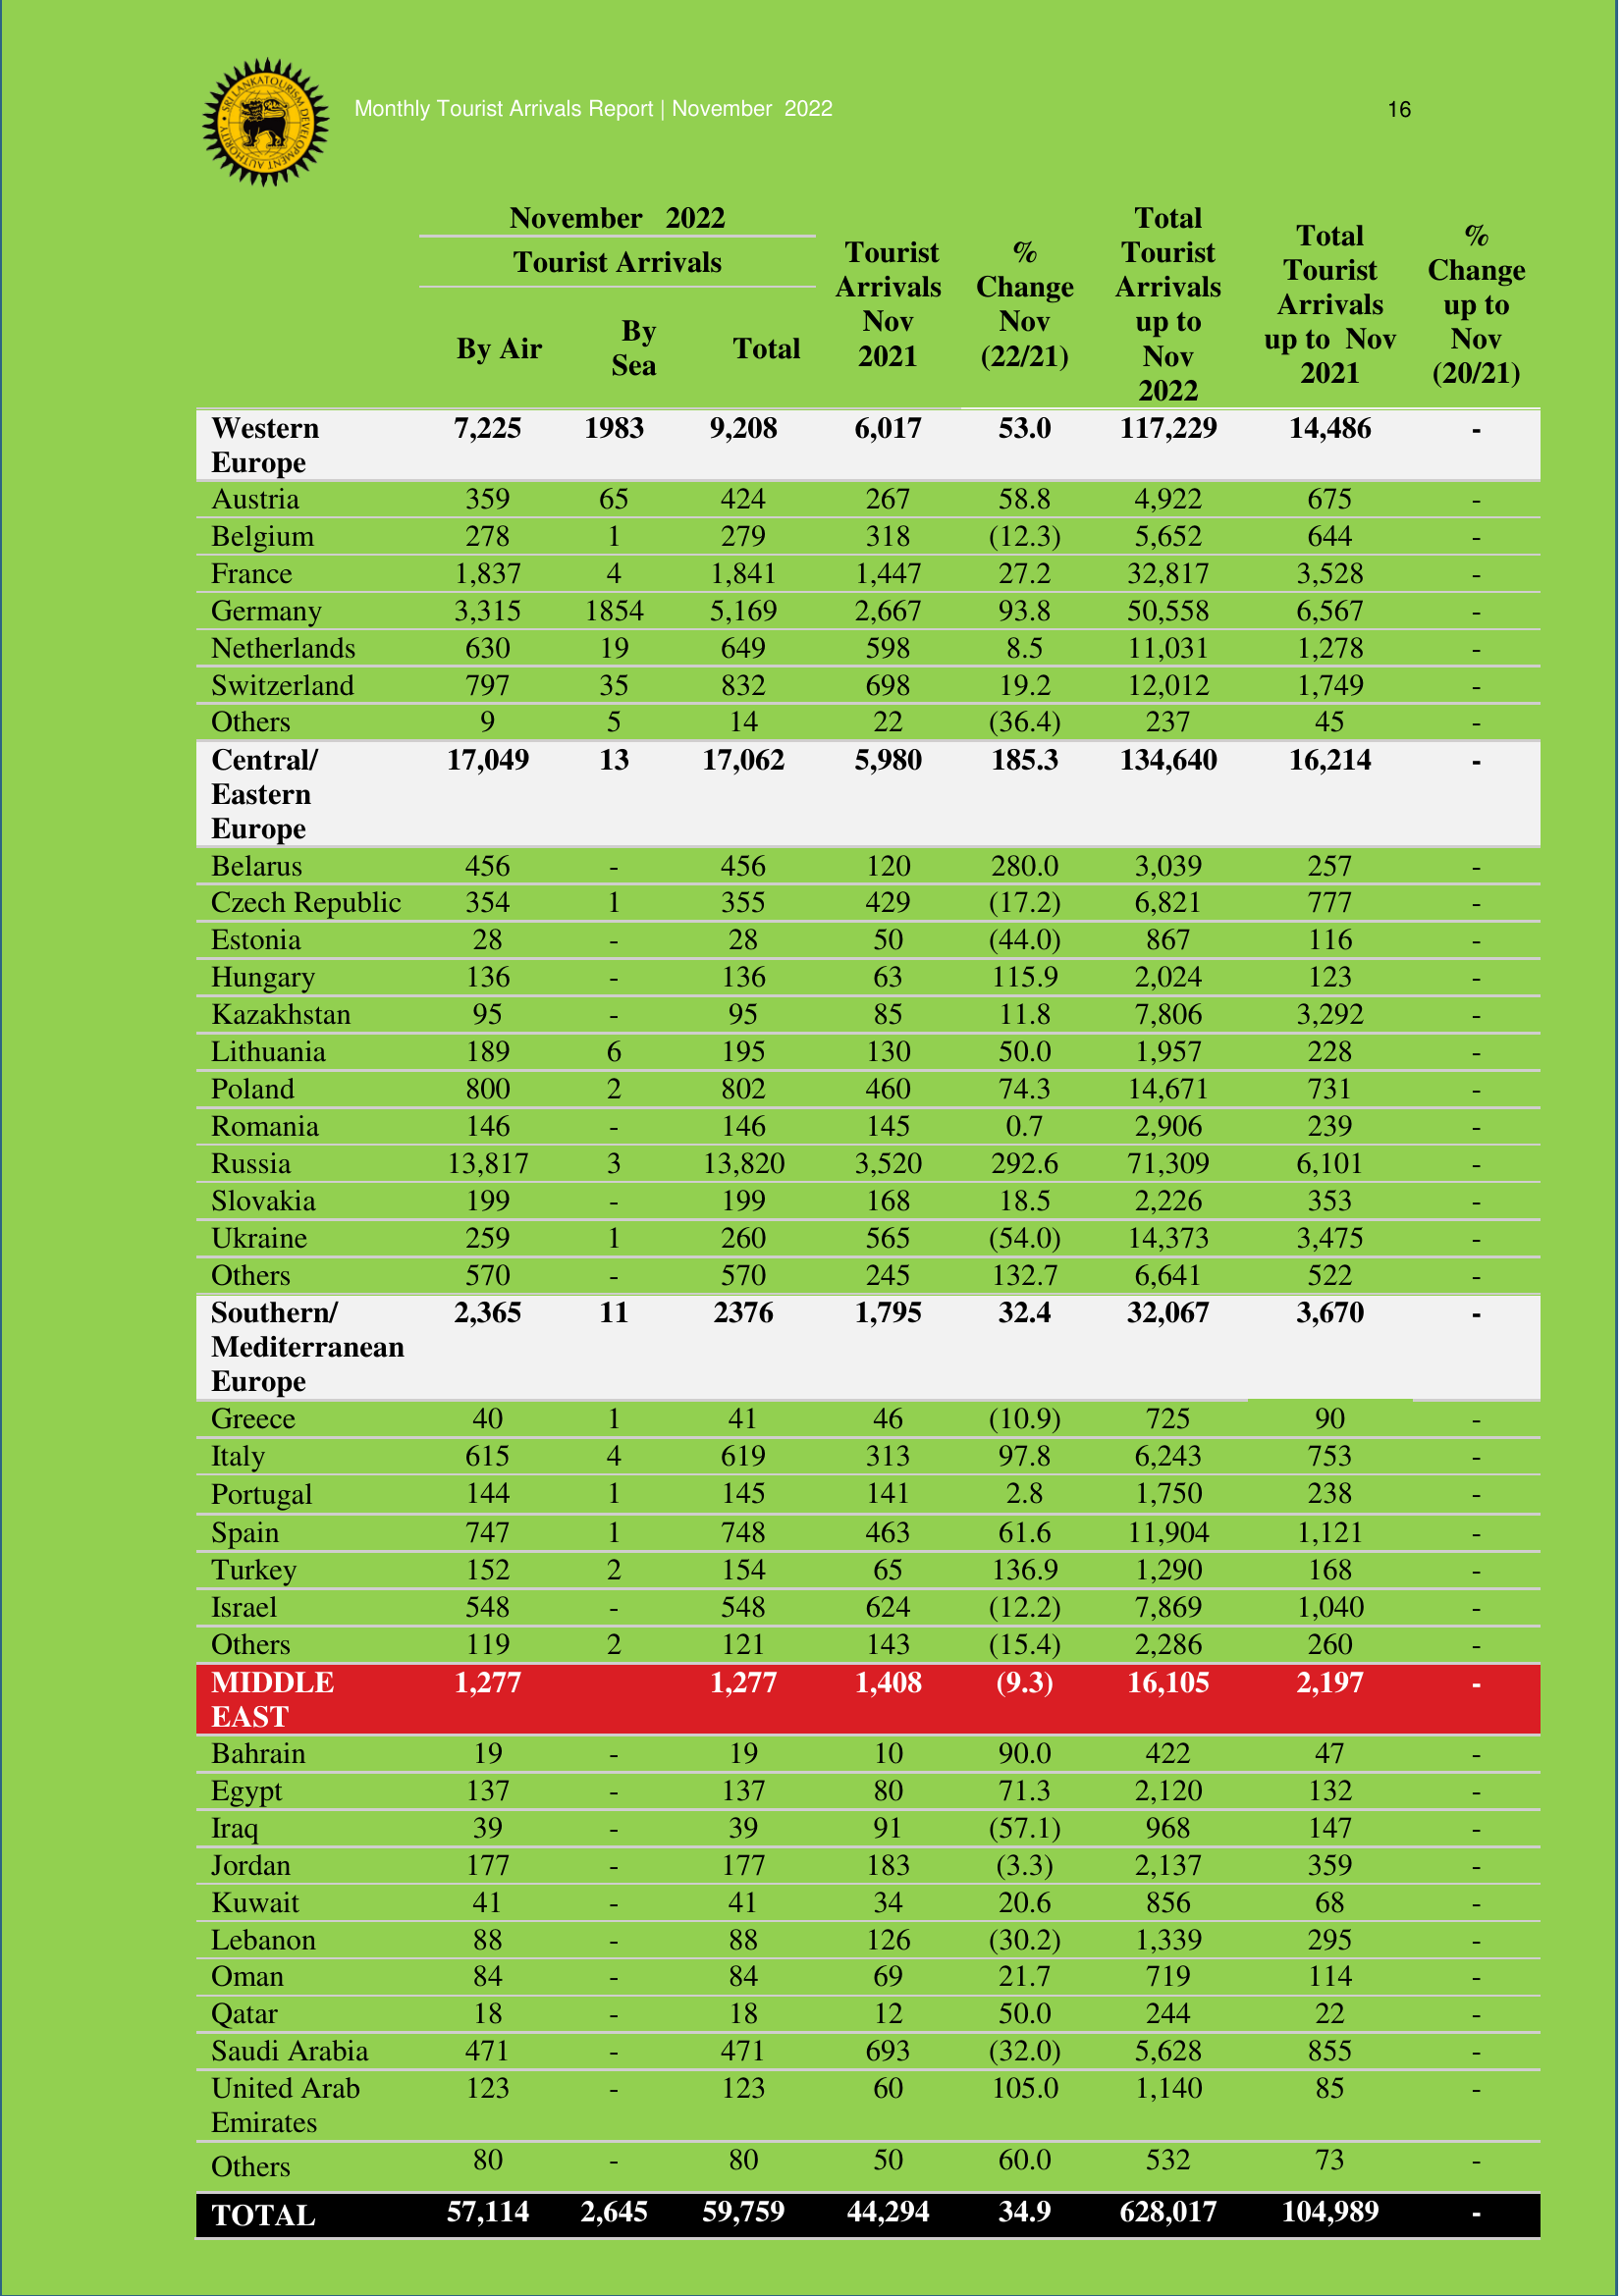 SRI LANKA TOURISM DEVELOPMENT AUTHORITY
Monthly Tourist Arrivals Report | November 2022
16
November 2022
Tourist Arrivals
By Air
By
Sea
Total
Tourist
Arrivals
Nov
2021
%
Change
Nov
(22/21)
Total
Tourist
Arrivals
up to
Nov
2022
Total
Tourist
Arrivals
up to Nov
2021
%
Change
up to
Nov
(20/21)
Western 7,225 1983 9,208 6,017 53.0 117,229 14,486 -
Europe
Austria 359 65 424 267 58.8 4,922 675 -
Belgium 278 1 279 318 (12.3) 5,652 644 -
France 1,837 4 1,841 1,447 27.2 32,817 3,528 -
Germany 3,315 1854 5,169 2,667 93.8 50,558 6,567 -
Netherlands 630 19 649 598 8.5 11,031 1,278 -
Switzerland 797 35 832 698 19.2 12,012 1,749 -
Others 9 5 14 22 (36.4) 237 45 -
Central/ 17,049 13 17,062 5,980 185.3 134,640 16,214 -
Eastern
Europe
Belarus 456 - 456 120 280.0 3,039 257 -
Czech Republic 354 1 355 429 (17.2) 6,821 777 -
Estonia 28 - 28 50 (44.0) 867 116 -
Hungary 136 - 136 63 115.9 2,024 123 -
Kazakhstan 95 - 95 85 11.8 7,806 3,292 -
Lithuania 189 6 195 130 50.0 1,957 228 -
Poland 800 2 802 460 74.3 14,671 731 -
Romania 146 - 146 145 0.7 2,906 239 -
Russia 13,817 3 13,820 3,520 292.6 71,309 6,101 -
Slovakia 199 - 199 168 18.5 2,226 353 -
Ukraine 259 1 260 565 (54.0) 14,373 3,475 -
Others 570 - 570 245 132.7 6,641 522 -
Southern/ 2,365 11 2376 1,795 32.4 32,067 3,670 -
Mediterranean
Europe
Greece 40 1 41 46 (10.9) 725 90 -
Italy 615 4 619 313 97.8 6,243 753 -
Portugal 144 1 145 141 2.8 1,750 238 -
Spain 747 1 748 463 61.6 11,904 1,121 -
Turkey 152 2 154 65 136.9 1,290 168 -
Israel 548 - 548 624 (12.2) 7,869 1,040 -
Others 119 2 121 143 (15.4) 2,286 260 -
MIDDLE 1,277 1,277 1,408 (9.3) 16,105 2,197 -
EAST
Bahrain 19 - 19 10 90.0 422 47 -
Egypt 137 - 137 80 71.3 2,120 132 -
Iraq 39 - 39 91 (57.1) 968 147 -
Jordan 177 - 177 183 (3.3) 2,137 359 -
Kuwait 41 - 41 34 20.6 856 68 -
Lebanon 88 - 88 126 (30.2) 1,339 295 -
Oman 84 - 84 69 21.7 719 114 -
Qatar 18 - 18 12 50.0 244 22 -
Saudi Arabia 471 - 471 693 (32.0) 5,628 855 -
United Arab 123 - 123 60 105.0 1,140 85 -
Emirates
Others 80 - 80 50 60.0 532 73 -
TOTAL 57,114 2,645 59,759 44,294 34.9 628,017 104,989 -